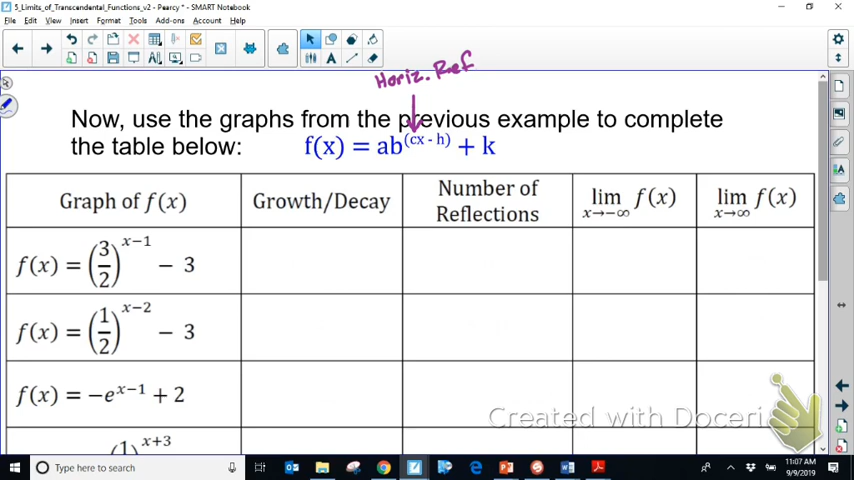 5_Limits_of_Transcendental_Functions_v2 - Pearcy * - SMART Notebook
File Edit View Insert Format Tools Add-ons Account Help
Horiz. Ref
Now, use the graphs from the previous example to complete
the table below: f(x) = ab^(cx - h) + k
Graph of f(x) Growth/Decay Number of Reflections lim x→-∞ f(x) lim x→∞ f(x)
f(x) = (3/2)^(x-1) - 3
f(x) = (1/2)^(x-2) - 3
f(x) = -e^(x-1) + 2
Created with Doceri
Type here to search
11:07 AM
9/9/2019